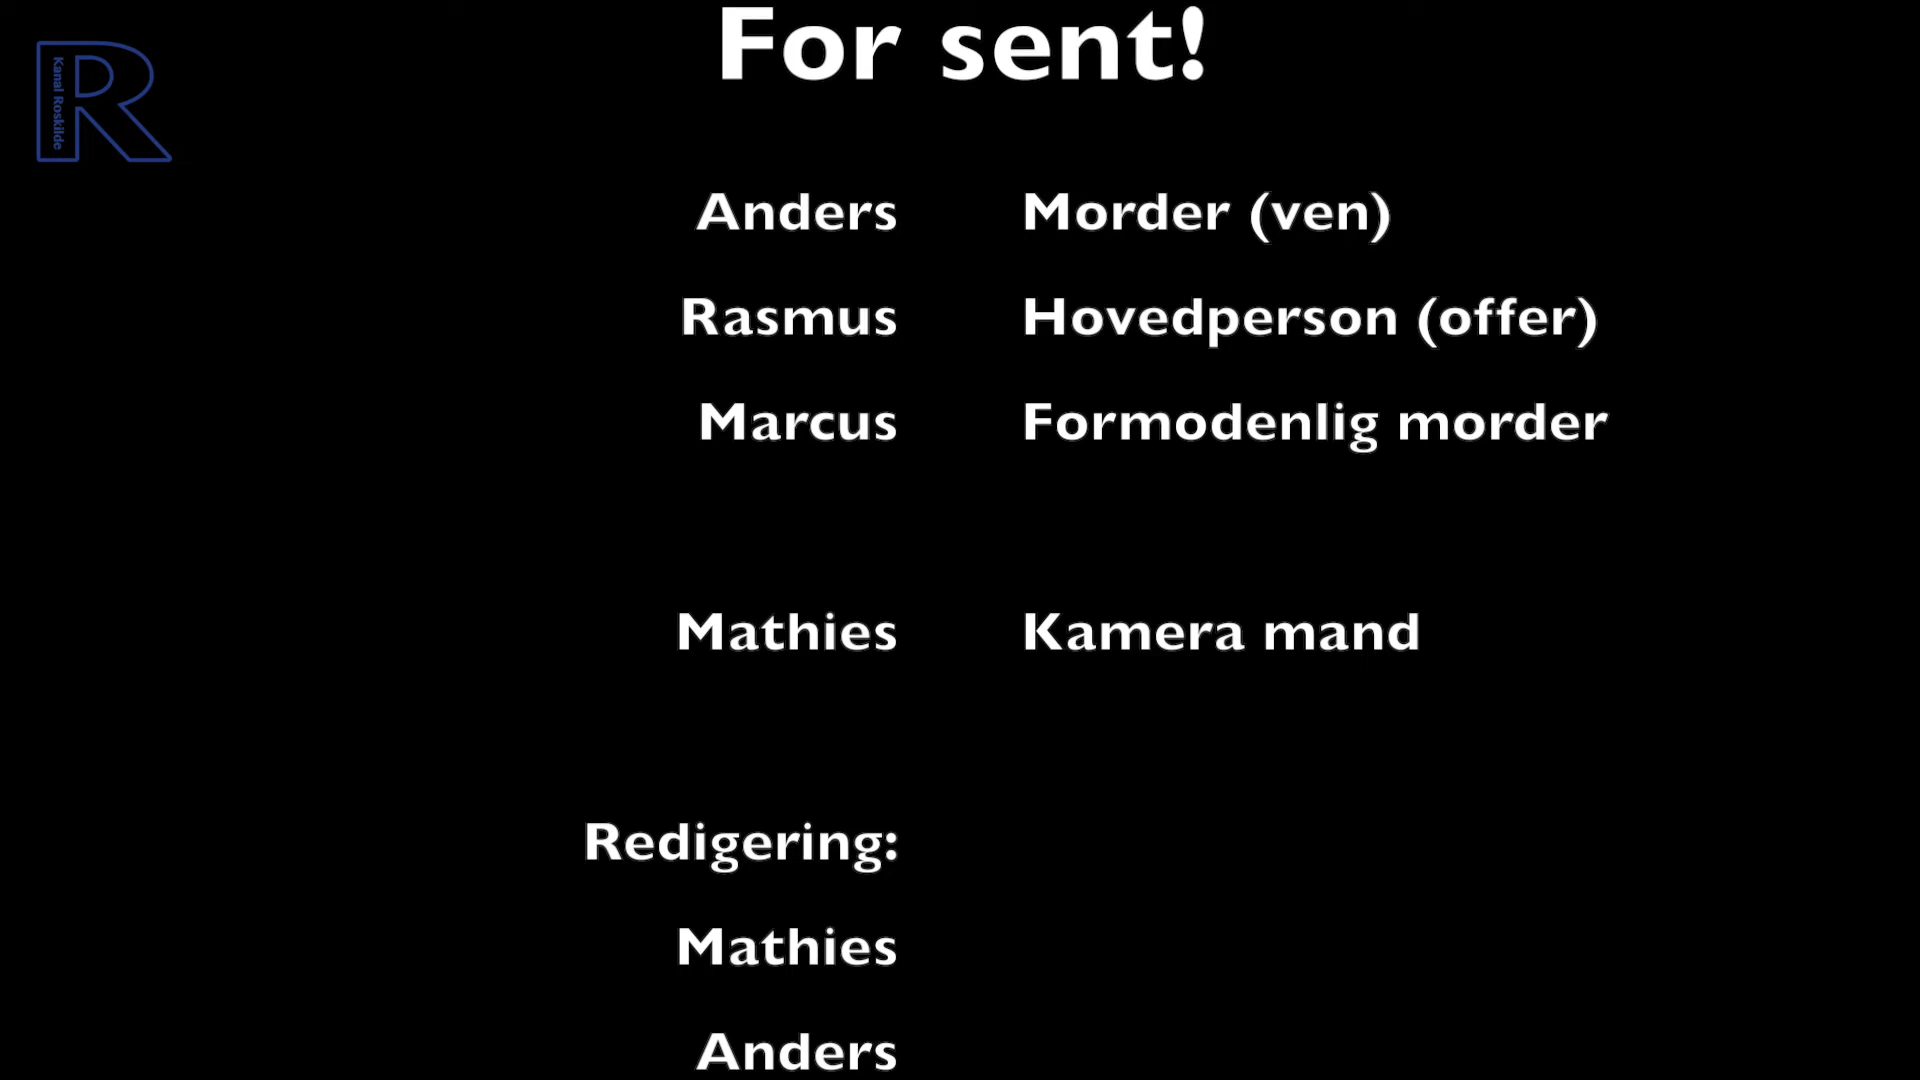 For sent!
Kanal Roskilde
R
Anders Morder (ven)
Rasmus Hovedperson (offer)
Marcus Formodenlig morder
Mathies Kamera mand
Redigering:
Mathies
Anders